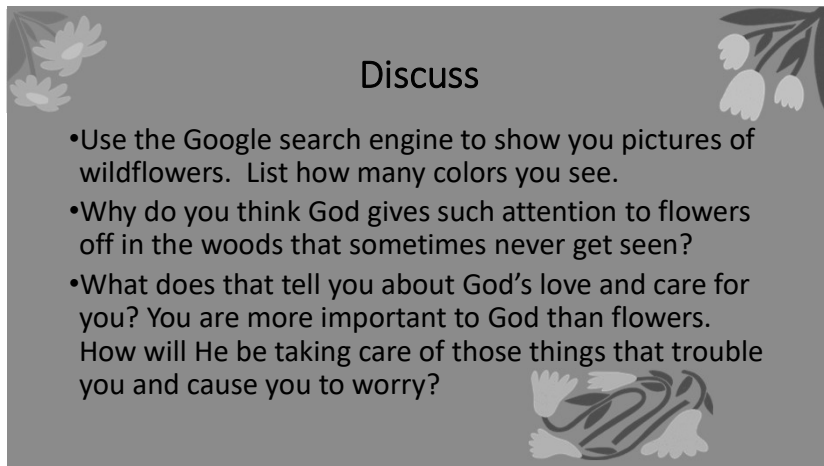 Discuss
•Use the Google search engine to show you pictures of
wildflowers.  List how many colors you see.
•Why do you think God gives such attention to flowers
off in the woods that sometimes never get seen?
•What does that tell you about God’s love and care for
you? You are more important to God than flowers.
How will He be taking care of those things that trouble
you and cause you to worry?